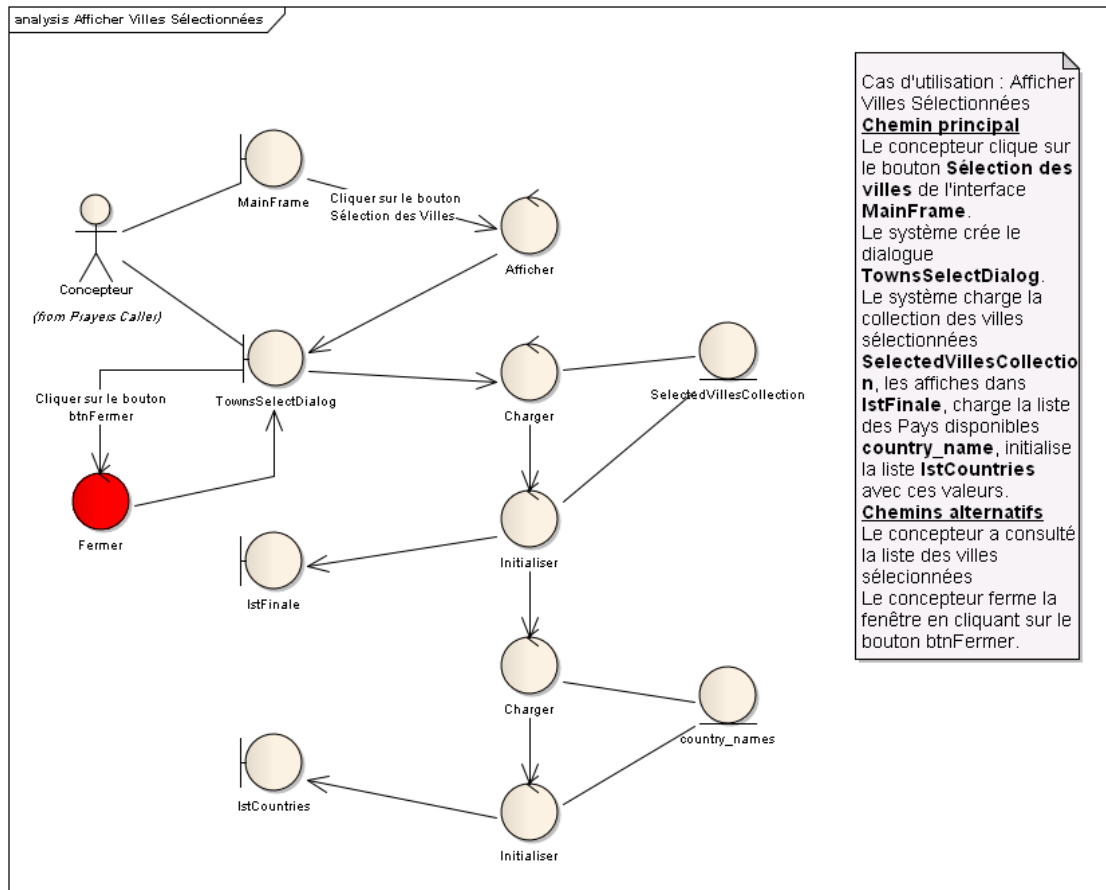 analysis Afficher Villes Sélectionnées
MainFrame
Cliquer sur le bouton
Sélection des Villes
Afficher
Concepteur
(from Prayers Caller)
TownsSelectDialog
Cliquer sur le bouton
btnFermer
Fermer
Charger
SelectedVillesCollection
Initialiser
lstFinale
Charger
country_names
lstCountries
Initialiser
Cas d'utilisation : Afficher
Villes Sélectionnées
Chemin principal
Le concepteur clique sur
le bouton Sélection des
villes de l'interface
MainFrame.
Le système crée le
dialogue
TownsSelectDialog.
Le système charge la
collection des villes
sélectionnées
SelectedVillesCollectio
n, les affiches dans
lstFinale, charge la liste
des Pays disponibles
country_name, initialise
la liste lstCountries
avec ces valeurs.
Chemins alternatifs
Le concepteur a consulté
la liste des villes
sélecionnées
Le concepteur ferme la
fenêtre en cliquant sur le
bouton btnFermer.